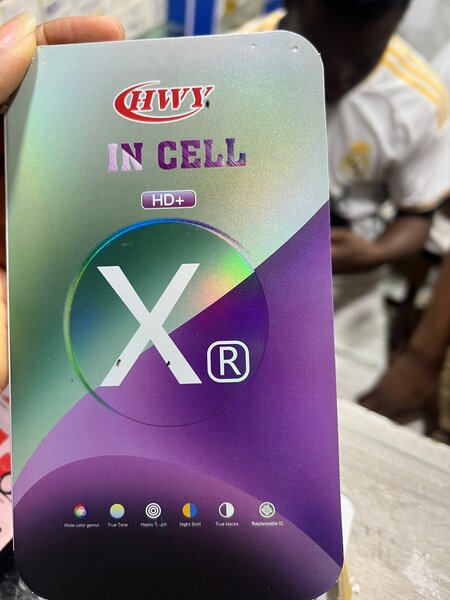 HWY
IN CELL
HD+
X R
Wide color gamut True Tone Haptic Touch Night Shift True blacks Replaceable IC